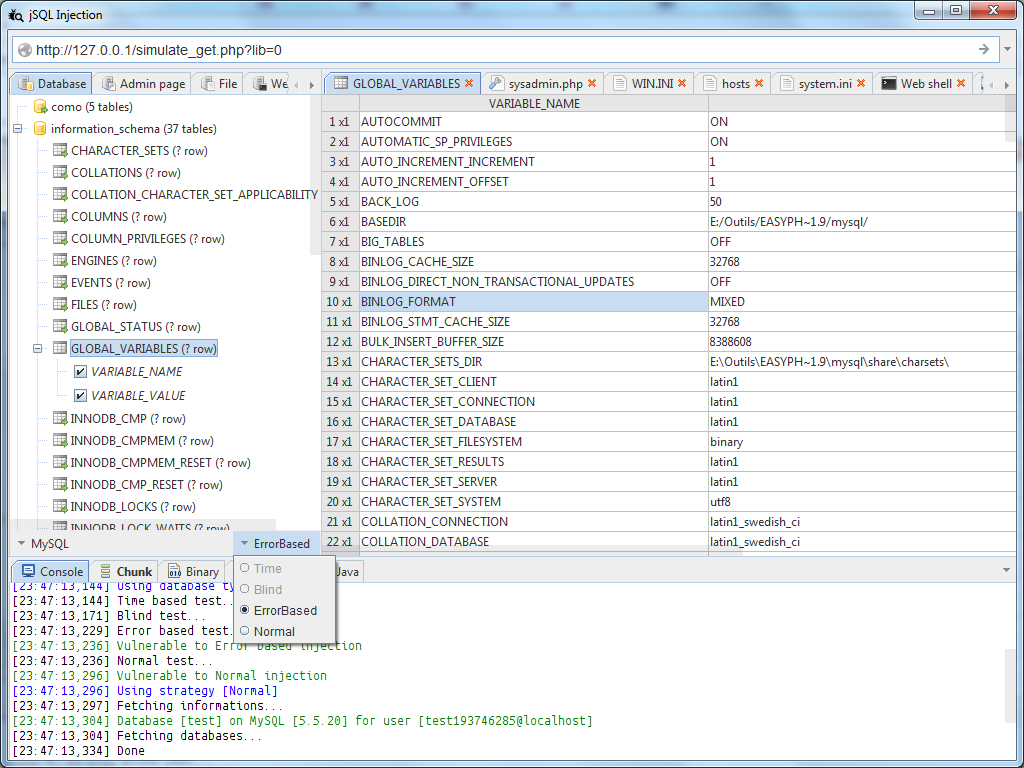 jSQL Injection
http://127.0.0.1/simulate_get.php?lib=0
Database Admin page File We
GLOBAL_VARIABLES sysadmin.php WIN.INI hosts system.ini Web shell
como (5 tables)
information_schema (37 tables)
CHARACTER_SETS (? row)
COLLATIONS (? row)
COLLATION_CHARACTER_SET_APPLICABILITY
COLUMNS (? row)
COLUMN_PRIVILEGES (? row)
ENGINES (? row)
EVENTS (? row)
FILES (? row)
GLOBAL_STATUS (? row)
GLOBAL_VARIABLES (? row)
VARIABLE_NAME
VARIABLE_VALUE
INNODB_CMP (? row)
INNODB_CMPMEM (? row)
INNODB_CMPMEM_RESET (? row)
INNODB_CMP_RESET (? row)
INNODB_LOCKS (? row)
INNODB_LOCK_WAITS (? row)
VARIABLE_NAME
1 x1 AUTOCOMMIT ON
2 x1 AUTOMATIC_SP_PRIVILEGES ON
3 x1 AUTO_INCREMENT_INCREMENT 1
4 x1 AUTO_INCREMENT_OFFSET 1
5 x1 BACK_LOG 50
6 x1 BASEDIR E:/Outils/EASYPH~1.9/mysql/
7 x1 BIG_TABLES OFF
8 x1 BINLOG_CACHE_SIZE 32768
9 x1 BINLOG_DIRECT_NON_TRANSACTIONAL_UPDATES OFF
10 x1 BINLOG_FORMAT MIXED
11 x1 BINLOG_STMT_CACHE_SIZE 32768
12 x1 BULK_INSERT_BUFFER_SIZE 8388608
13 x1 CHARACTER_SETS_DIR E:\Outils\EASYPH~1.9\mysql\share\charsets\
14 x1 CHARACTER_SET_CLIENT latin1
15 x1 CHARACTER_SET_CONNECTION latin1
16 x1 CHARACTER_SET_DATABASE latin1
17 x1 CHARACTER_SET_FILESYSTEM binary
18 x1 CHARACTER_SET_RESULTS latin1
19 x1 CHARACTER_SET_SERVER latin1
20 x1 CHARACTER_SET_SYSTEM utf8
21 x1 COLLATION_CONNECTION latin1_swedish_ci
22 x1 COLLATION_DATABASE latin1_swedish_ci
MySQL ErrorBased
Time
Blind
ErrorBased
Normal
Console Chunk Binary Java
[23:47:13,144] Using database ty
[23:47:13,144] Time based test..
[23:47:13,171] Blind test...
[23:47:13,229] Error based test.
[23:47:13,236] Vulnerable to Error based injection
[23:47:13,236] Normal test...
[23:47:13,296] Vulnerable to Normal injection
[23:47:13,296] Using strategy [Normal]
[23:47:13,297] Fetching informations...
[23:47:13,304] Database [test] on MySQL [5.5.20] for user [test193746285@localhost]
[23:47:13,304] Fetching databases...
[23:47:13,334] Done